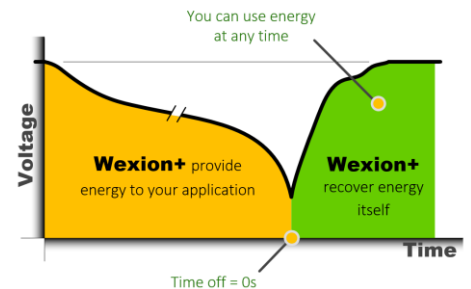 You can use energy
at any time
Voltage
Wexion+ provide
energy to your application
Wexion+
recover energy
itself
Time
Time off = 0s